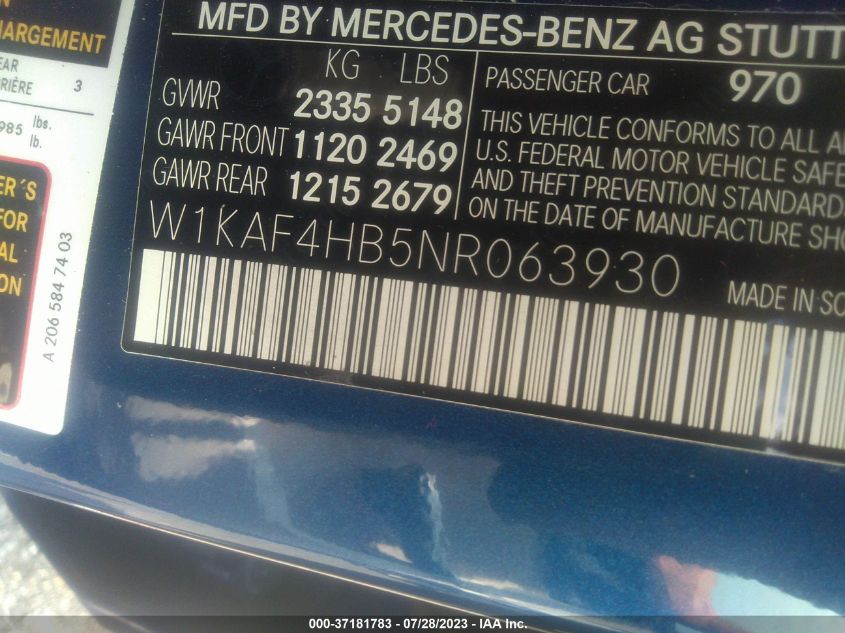 N
HARGEMENT
EAR
RIÈRE 3
985 lbs.
lb.
ER´S
FOR
AL
ION
A 206 584 74 03
MFD BY MERCEDES-BENZ AG STUTT
KG LBS
GVWR 2335 5148
GAWR FRONT 1120 2469
GAWR REAR 1215 2679
PASSENGER CAR 970
THIS VEHICLE CONFORMS TO ALL A
U.S. FEDERAL MOTOR VEHICLE SAFE
AND THEFT PREVENTION STANDARD
ON THE DATE OF MANUFACTURE SHO
W1KAF4HB5NR063930
MADE IN SO
000-37181783 / 07/28/2023 - IAA Inc.